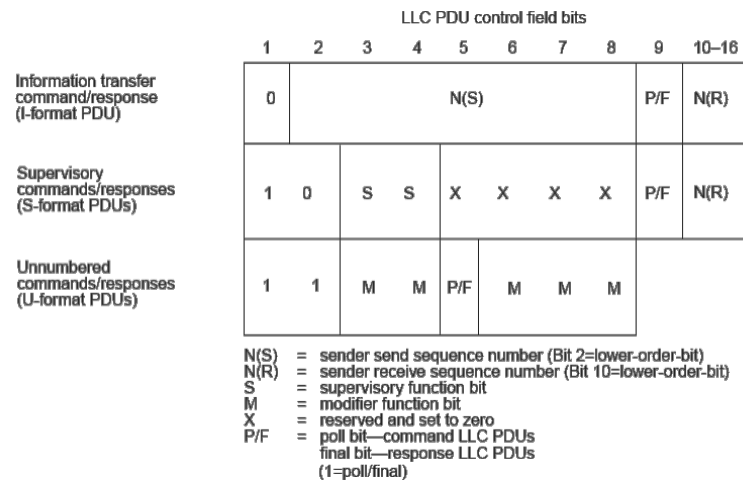 LLC PDU control field bits
1 2 3 4 5 6 7 8 9 10–16
Information transfer
command/response
(I-format PDU)
0 N(S) P/F N(R)
Supervisory
commands/responses
(S-format PDUs)
1 0 S S X X X X P/F N(R)
Unnumbered
commands/responses
(U-format PDUs)
1 1 M M P/F M M M
N(S) = sender send sequence number (Bit 2=lower-order-bit)
N(R) = sender receive sequence number (Bit 10=lower-order-bit)
S = supervisory function bit
M = modifier function bit
X = reserved and set to zero
P/F = poll bit—command LLC PDUs
final bit—response LLC PDUs
(1=poll/final)